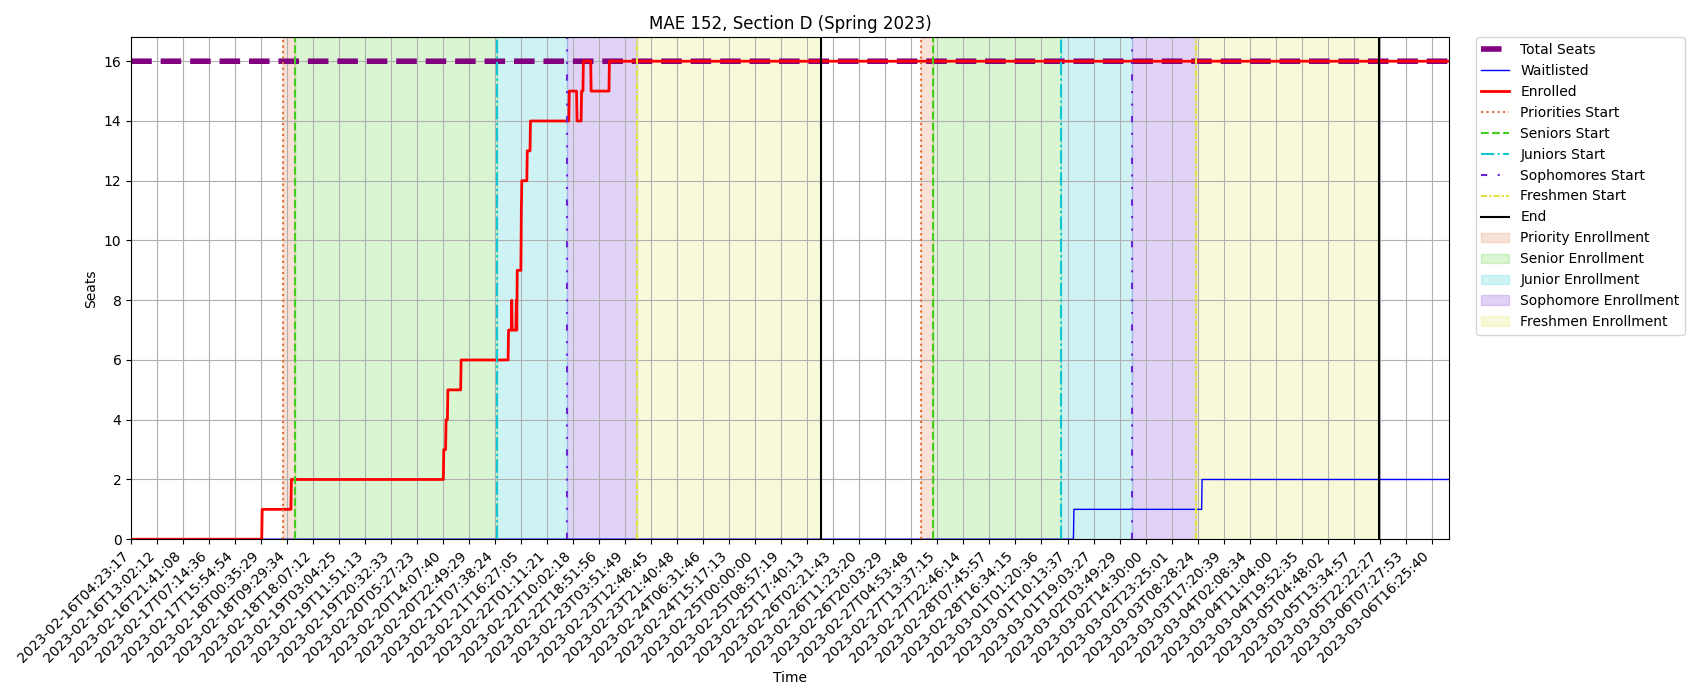 MAE 152, Section D (Spring 2023)
Seats
16
14
12
10
8
6
4
2
0
2023-02-16T04:23:17
2023-02-16T13:02:12
2023-02-16T21:41:08
2023-02-17T07:14:36
2023-02-17T15:54:54
2023-02-18T00:35:29
2023-02-18T09:29:34
2023-02-18T18:07:12
2023-02-19T03:04:25
2023-02-19T11:51:13
2023-02-19T20:32:33
2023-02-20T05:27:23
2023-02-20T14:07:40
2023-02-20T22:49:29
2023-02-21T07:38:24
2023-02-21T16:27:05
2023-02-22T01:11:21
2023-02-22T10:02:18
2023-02-22T18:51:56
2023-02-23T03:51:49
2023-02-23T12:48:45
2023-02-23T21:40:48
2023-02-24T06:31:46
2023-02-24T15:17:13
2023-02-25T00:00:00
2023-02-25T08:57:19
2023-02-25T17:40:13
2023-02-26T02:21:43
2023-02-26T11:23:20
2023-02-26T20:03:29
2023-02-27T04:53:48
2023-02-27T13:37:15
2023-02-27T22:46:14
2023-02-28T07:45:57
2023-02-28T16:34:15
2023-03-01T01:20:36
2023-03-01T10:13:37
2023-03-01T19:03:27
2023-03-02T03:49:29
2023-03-02T14:30:00
2023-03-02T23:25:01
2023-03-03T08:28:24
2023-03-03T17:20:39
2023-03-04T02:08:34
2023-03-04T11:04:00
2023-03-04T19:52:35
2023-03-05T04:48:02
2023-03-05T13:34:57
2023-03-05T22:22:27
2023-03-06T07:27:53
2023-03-06T16:25:40
Time
Total Seats
Waitlisted
Enrolled
Priorities Start
Seniors Start
Juniors Start
Sophomores Start
Freshmen Start
End
Priority Enrollment
Senior Enrollment
Junior Enrollment
Sophomore Enrollment
Freshmen Enrollment